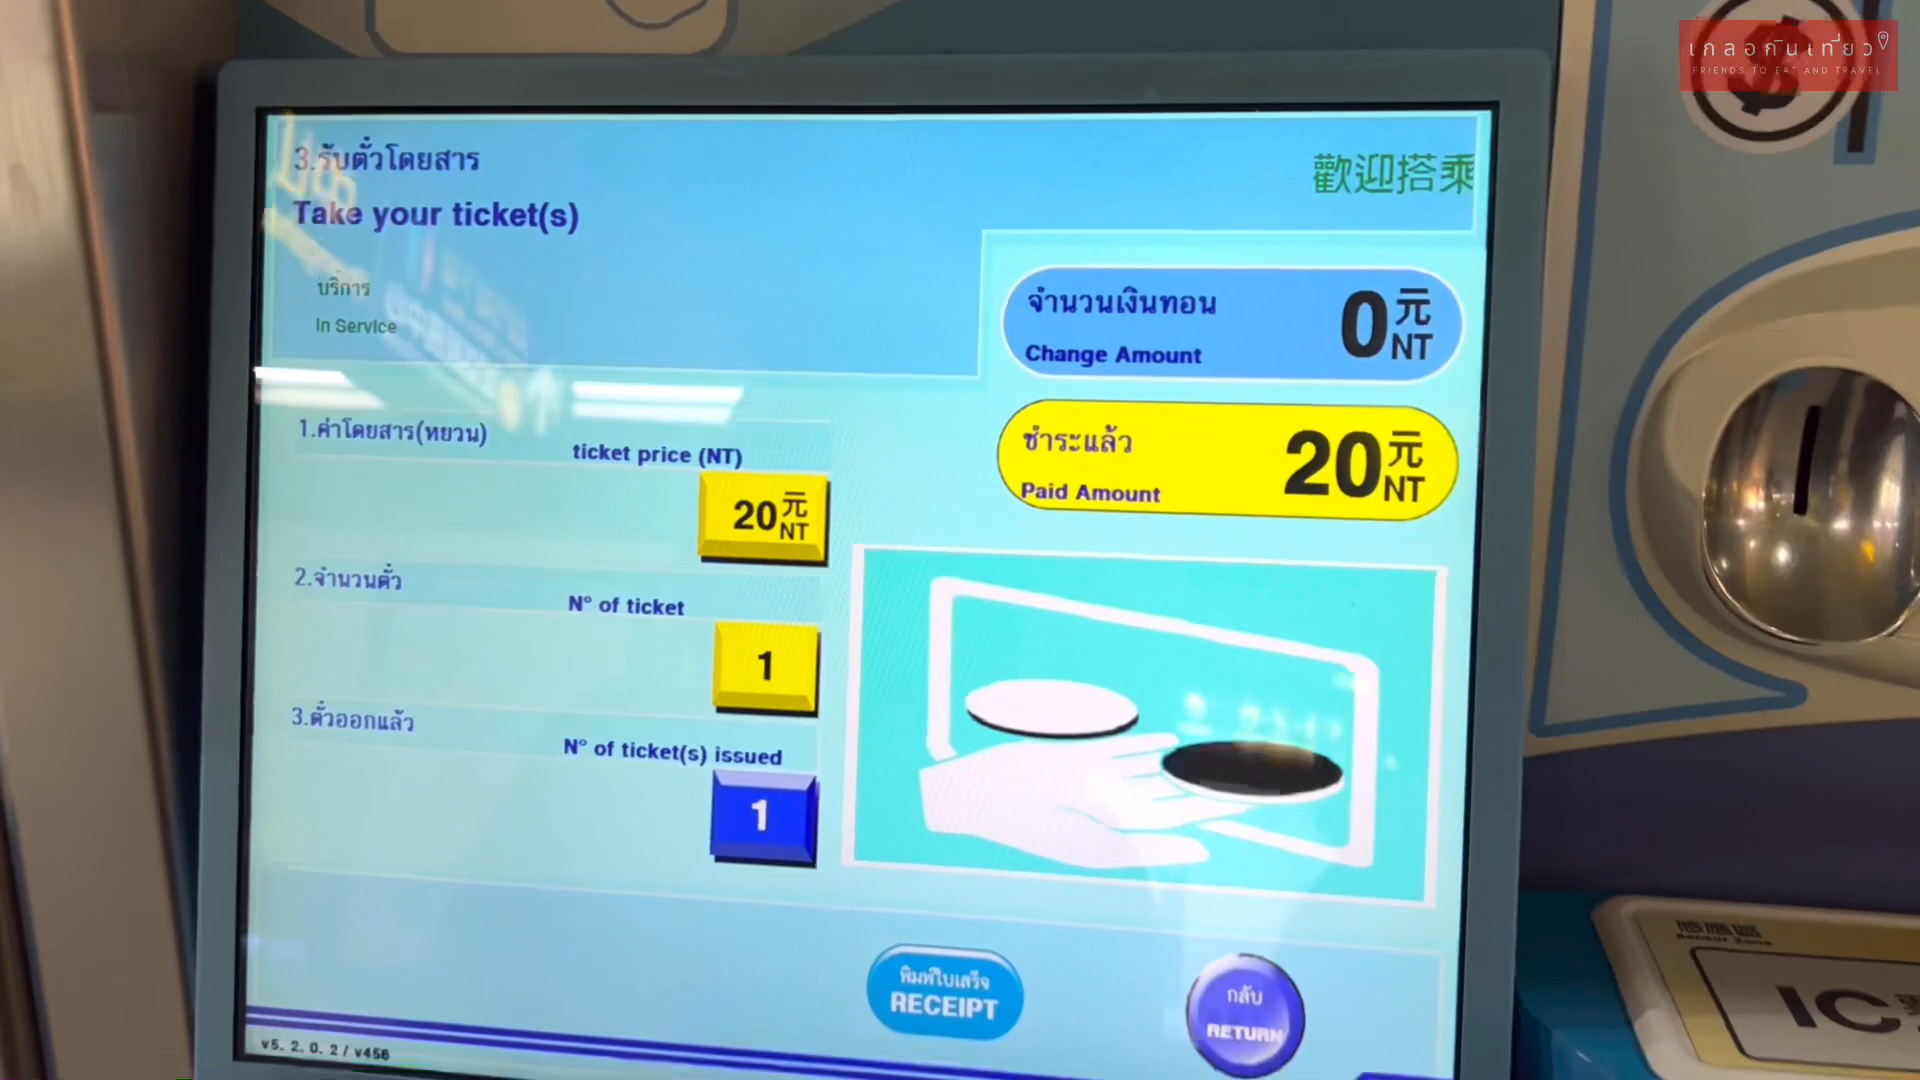 เกลอกันเที่ยว
FRIENDS TO EAT AND TRAVEL
3.รับตั๋วโดยสาร
Take your ticket(s)
歡迎搭乘
บริการ
In Service
จำนวนเงินทอน
Change Amount
0元
NT
ชำระแล้ว
Paid Amount
20元
NT
1.ค่าโดยสาร(หยวน)
ticket price (NT)
20元
NT
2.จำนวนตั๋ว
N° of ticket
1
3.ตั๋วออกแล้ว
N° of ticket(s) issued
1
พิมพ์ใบเสร็จ
RECEIPT
กลับ
RETURN
v5. 2. 0. 2 / v458
感應區
Sensor Zone
IC